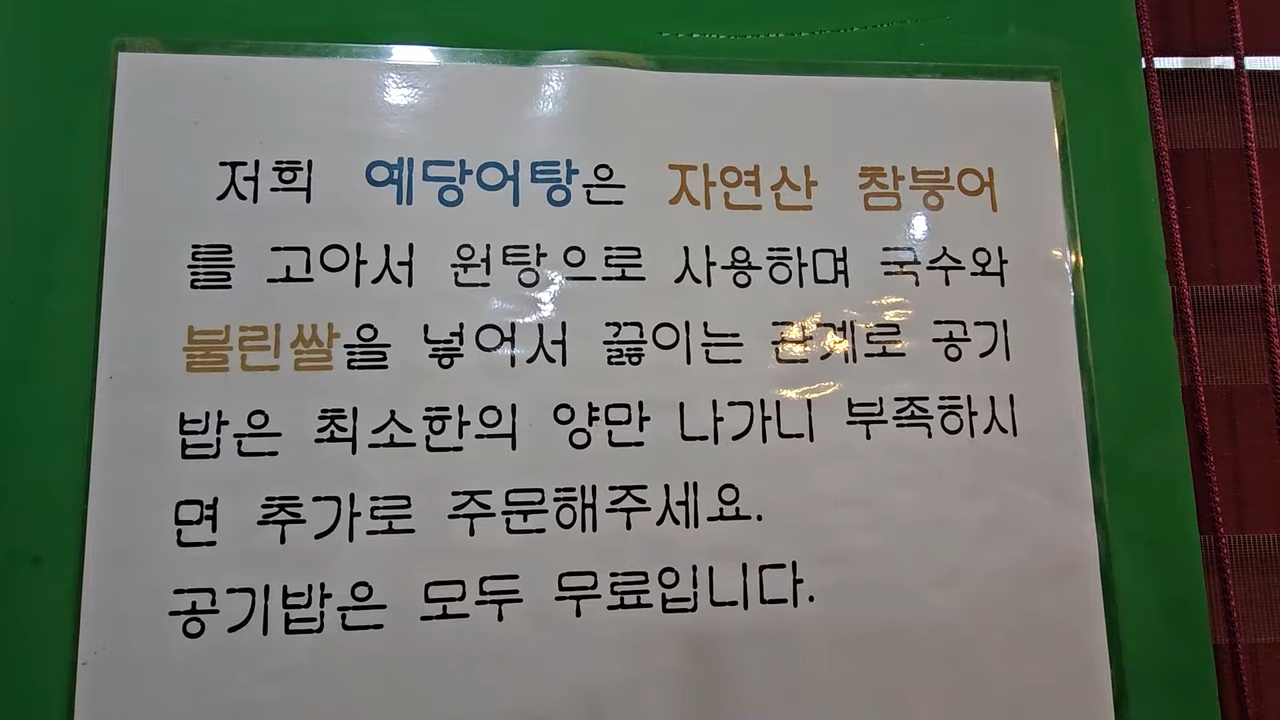 저희 예당어탕은 자연산 참붕어
를 고아서 원탕으로 사용하며 국수와
불린쌀을 넣어서 끓이는 관계로 공기
밥은 최소한의 양만 나가니 부족하시
면 추가로 주문해주세요.
공기밥은 모두 무료입니다.